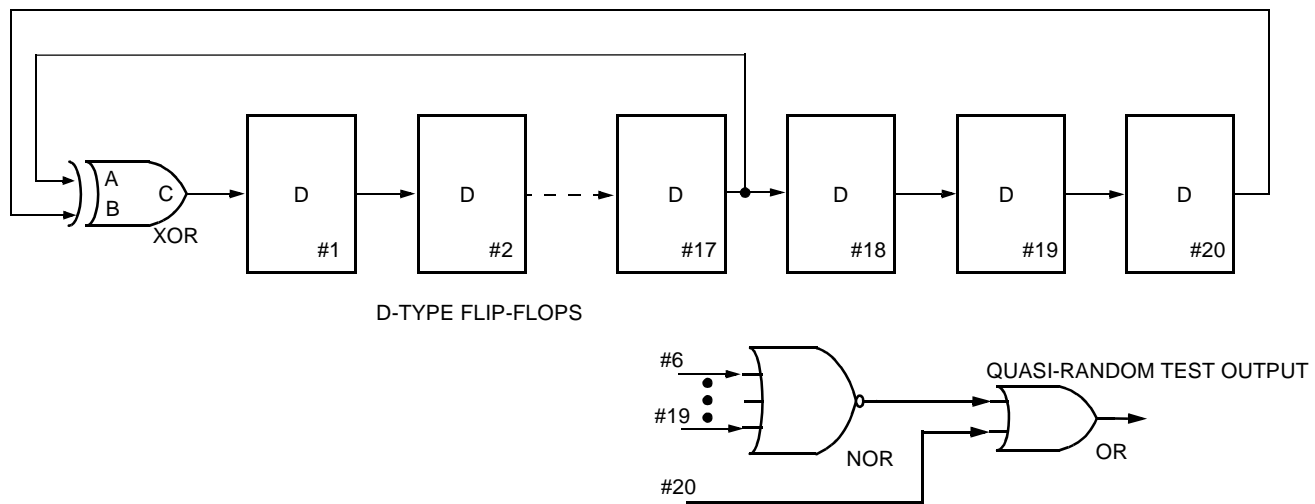 A
B
C
XOR
D
#1
D
#2
D
#17
D
#18
D
#19
D
#20
D-TYPE FLIP-FLOPS
#6
#19
NOR
#20
QUASI-RANDOM TEST OUTPUT
OR